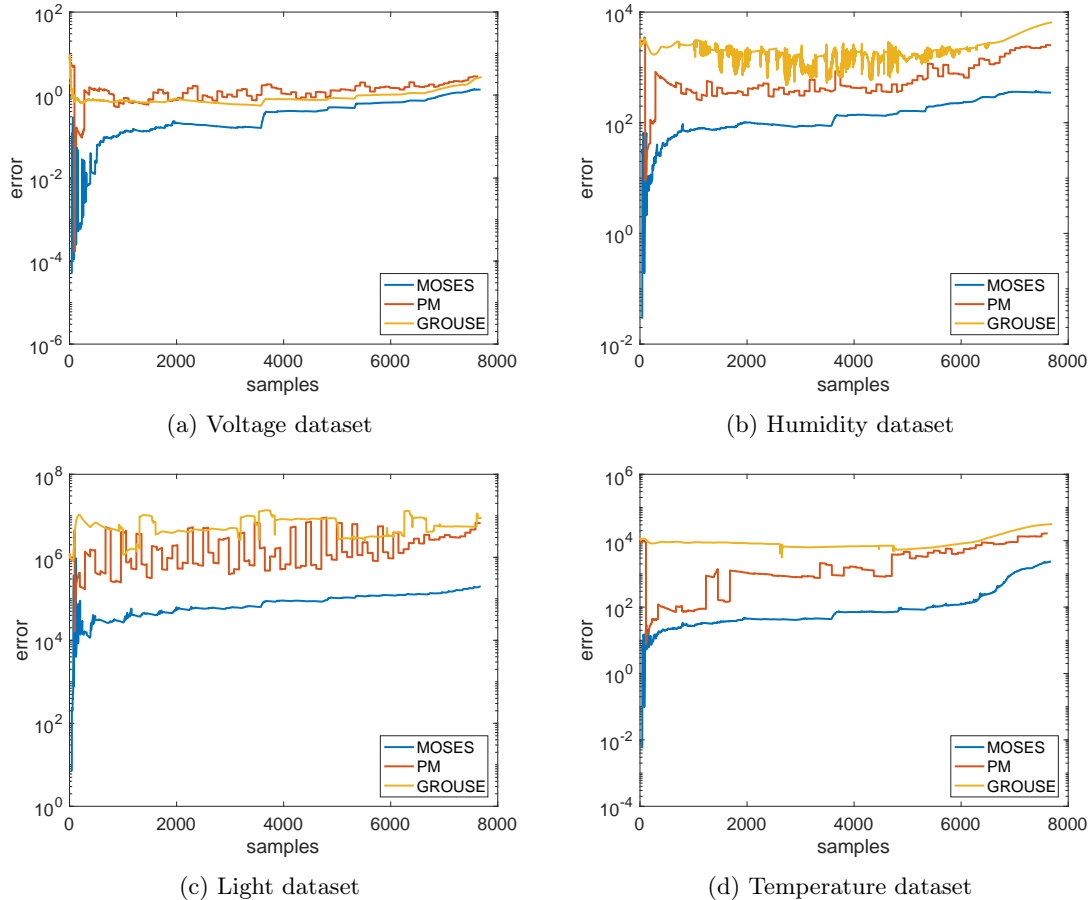 10^2
10^0
10^-2
10^-4
10^-6
error
0 2000 4000 6000 8000
samples
MOSES
PM
GROUSE
(a) Voltage dataset
10^4
10^2
10^0
10^-2
error
0 2000 4000 6000 8000
samples
MOSES
PM
GROUSE
(b) Humidity dataset
10^8
10^6
10^4
10^2
10^0
error
0 2000 4000 6000 8000
samples
MOSES
PM
GROUSE
(c) Light dataset
10^6
10^4
10^2
10^0
10^-2
10^-4
error
0 2000 4000 6000 8000
samples
MOSES
PM
GROUSE
(d) Temperature dataset